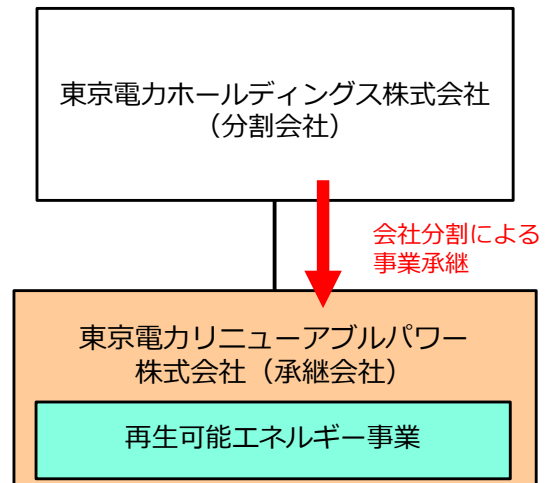 東京電力ホールディングス株式会社
（分割会社）
会社分割による
事業承継
東京電力リニューアブルパワー
株式会社（承継会社）
再生可能エネルギー事業